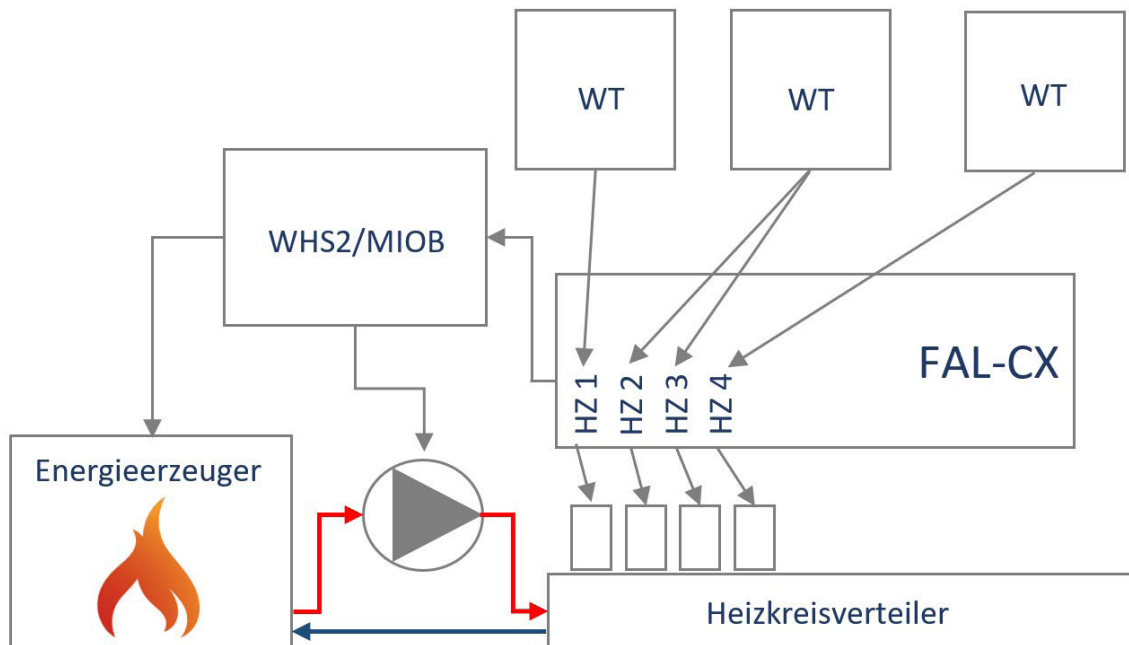 WT
WT
WT
WHS2/MIOB
FAL-CX
HZ 1
HZ 2
HZ 3
HZ 4
Energieerzeuger
Heizkreisverteiler